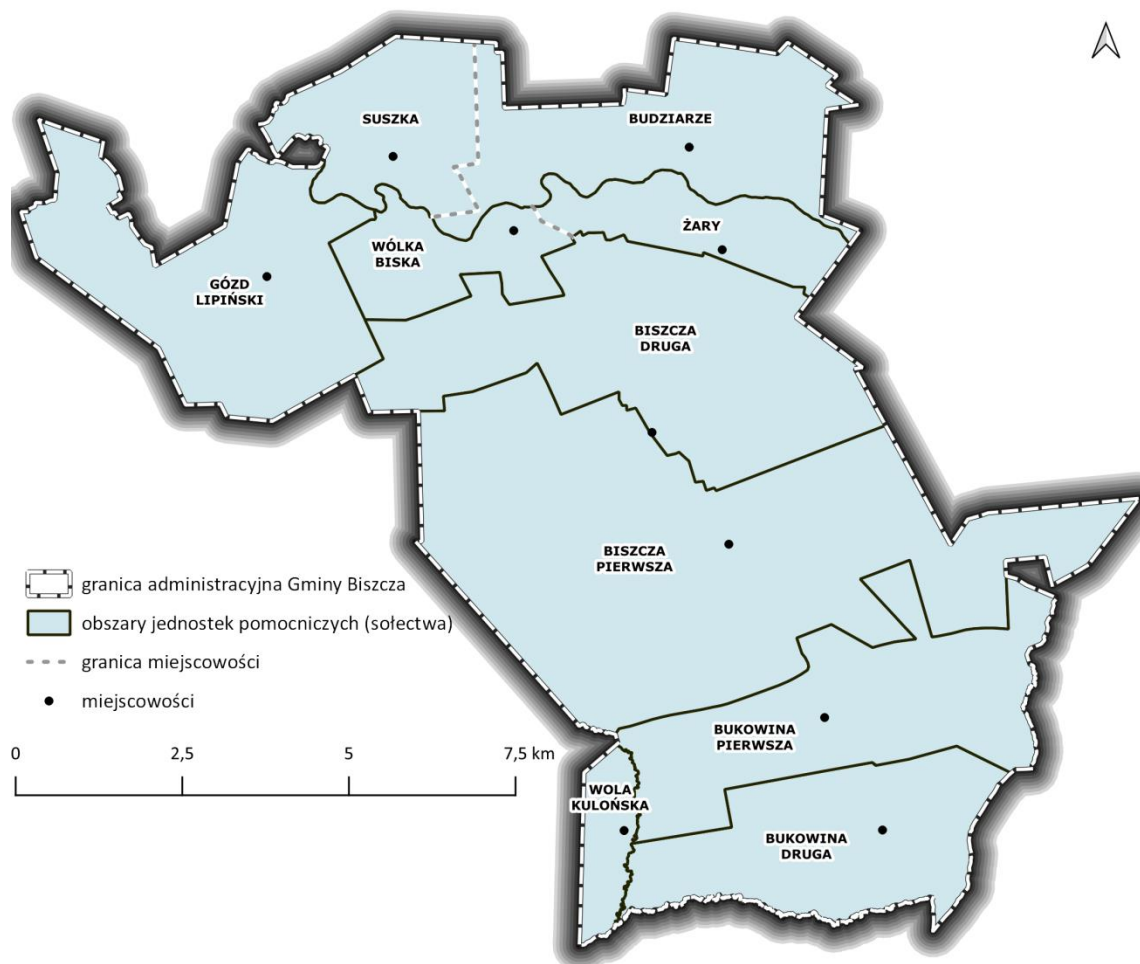 SUSZKA
BUDZIARZE
ŻARY
WÓLKA
BISKA
GÓZD
LIPIŃSKI
BISZCZA
DRUGA
BISZCZA
PIERWSZA
granica administracyjna Gminy Biszcza
obszary jednostek pomocniczych (sołectwa)
granica miejscowości
miejscowości
0 2,5 5 7,5 km
BUKOWINA
PIERWSZA
WOLA
KULOŃSKA
BUKOWINA
DRUGA